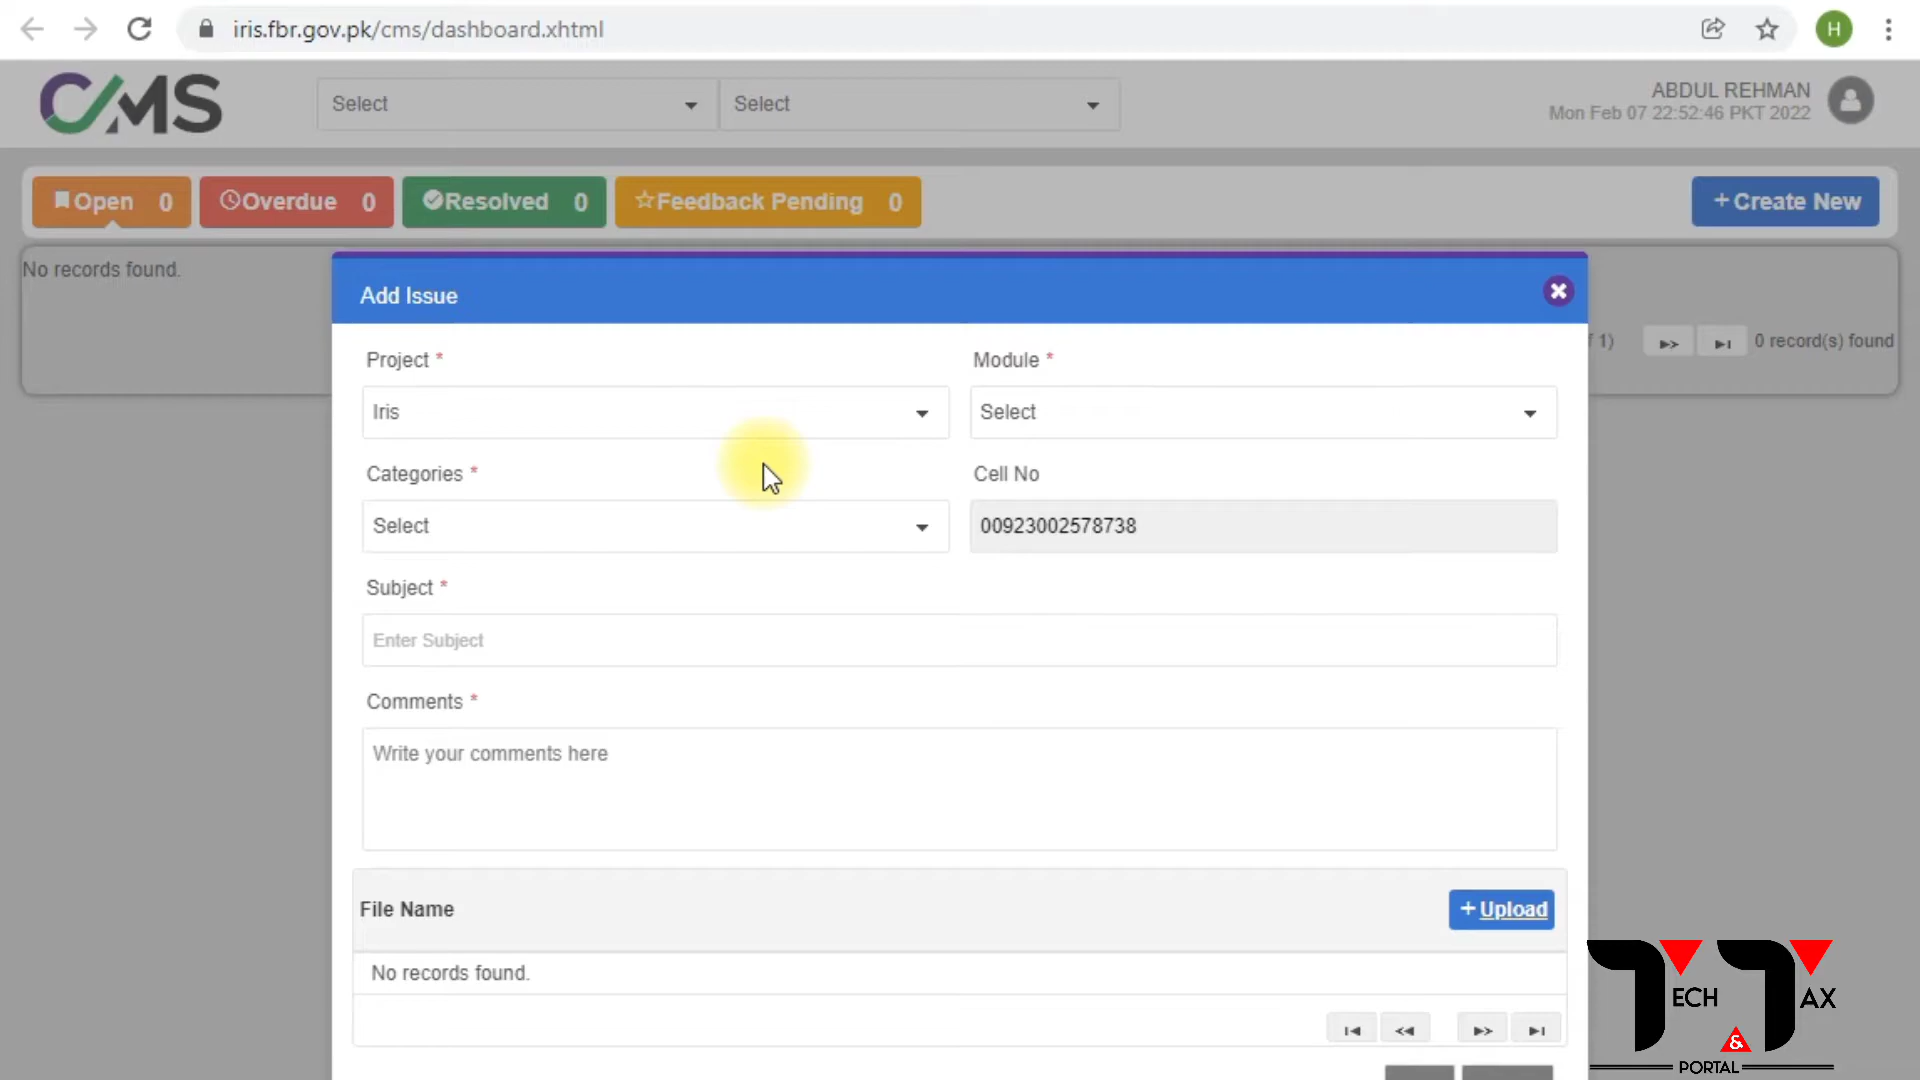 iris.fbr.gov.pk/cms/dashboard.xhtml
H
CMS
Select
Select
ABDUL REHMAN
Mon Feb 07 22:52:46 PKT 2022
Open 0
Overdue 0
Resolved 0
Feedback Pending 0
+ Create New
No records found.
1)
0 record(s) found
Add Issue
Project *
Module *
Iris
Select
Categories *
Cell No
Select
00923002578738
Subject *
Enter Subject
Comments *
Write your comments here
File Name
+ Upload
No records found.
TECH
&
TAX
PORTAL